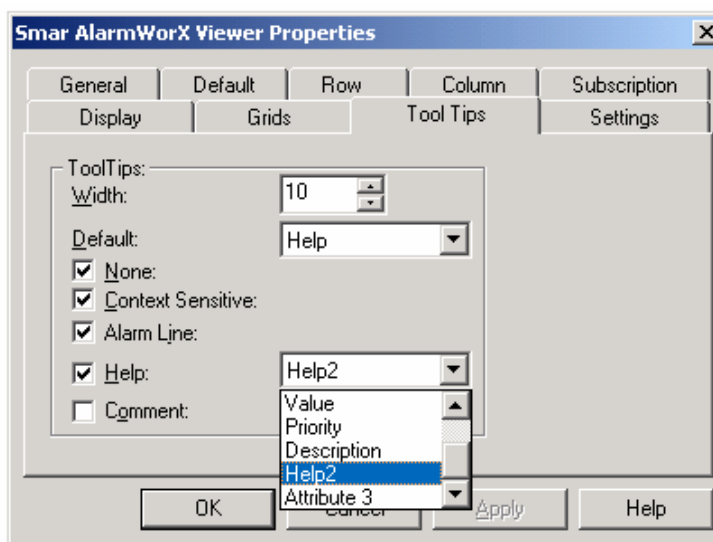 Smar AlarmWorX Viewer Properties
General Default Row Column Subscription
Display Grids Tool Tips Settings
ToolTips:
Width: 10
Default: Help
None:
Context Sensitive:
Alarm Line:
Help: Help2
Comment:
Value
Priority
Description
Help2
Attribute 3
OK Cancel Apply Help